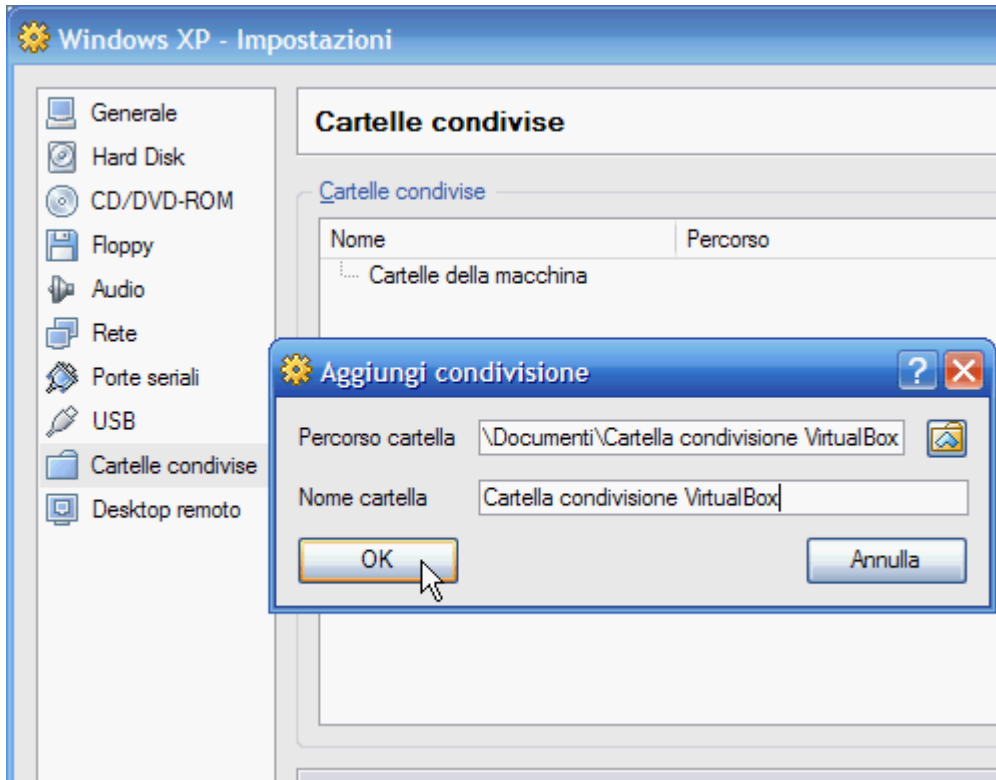 Windows XP - Impostazioni
Generale
Hard Disk
CD/DVD-ROM
Floppy
Audio
Rete
Porte seriali
USB
Cartelle condivise
Desktop remoto
Cartelle condivise
Cartelle condivise
Nome Percorso
Cartelle della macchina
Aggiungi condivisione
Percorso cartella \Documenti\Cartella condivisione VirtualBox
Nome cartella Cartella condivisione VirtualBox
OK Annulla